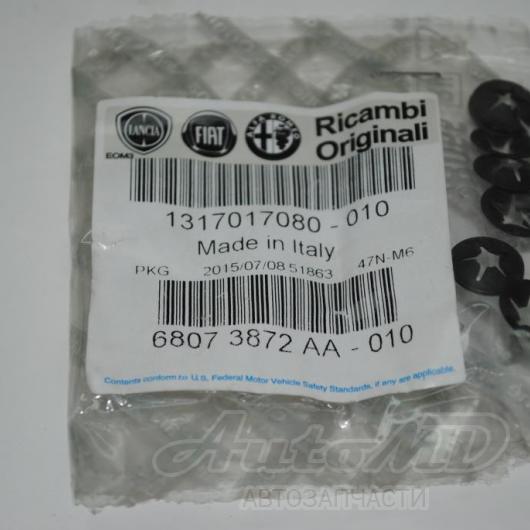 LANCIA FIAT ALFA ROMEO Ricambi
Originali
EOM3
1317017080 - 010
Made in Italy
PKG 2015/07/08 51863 47N-M6
6807 3872 AA - 010
Contents conform to U.S. Federal Motor Vehicle Safety Standards, if any are applicable.
AutoMD
АВТОЗАПЧАСТИ